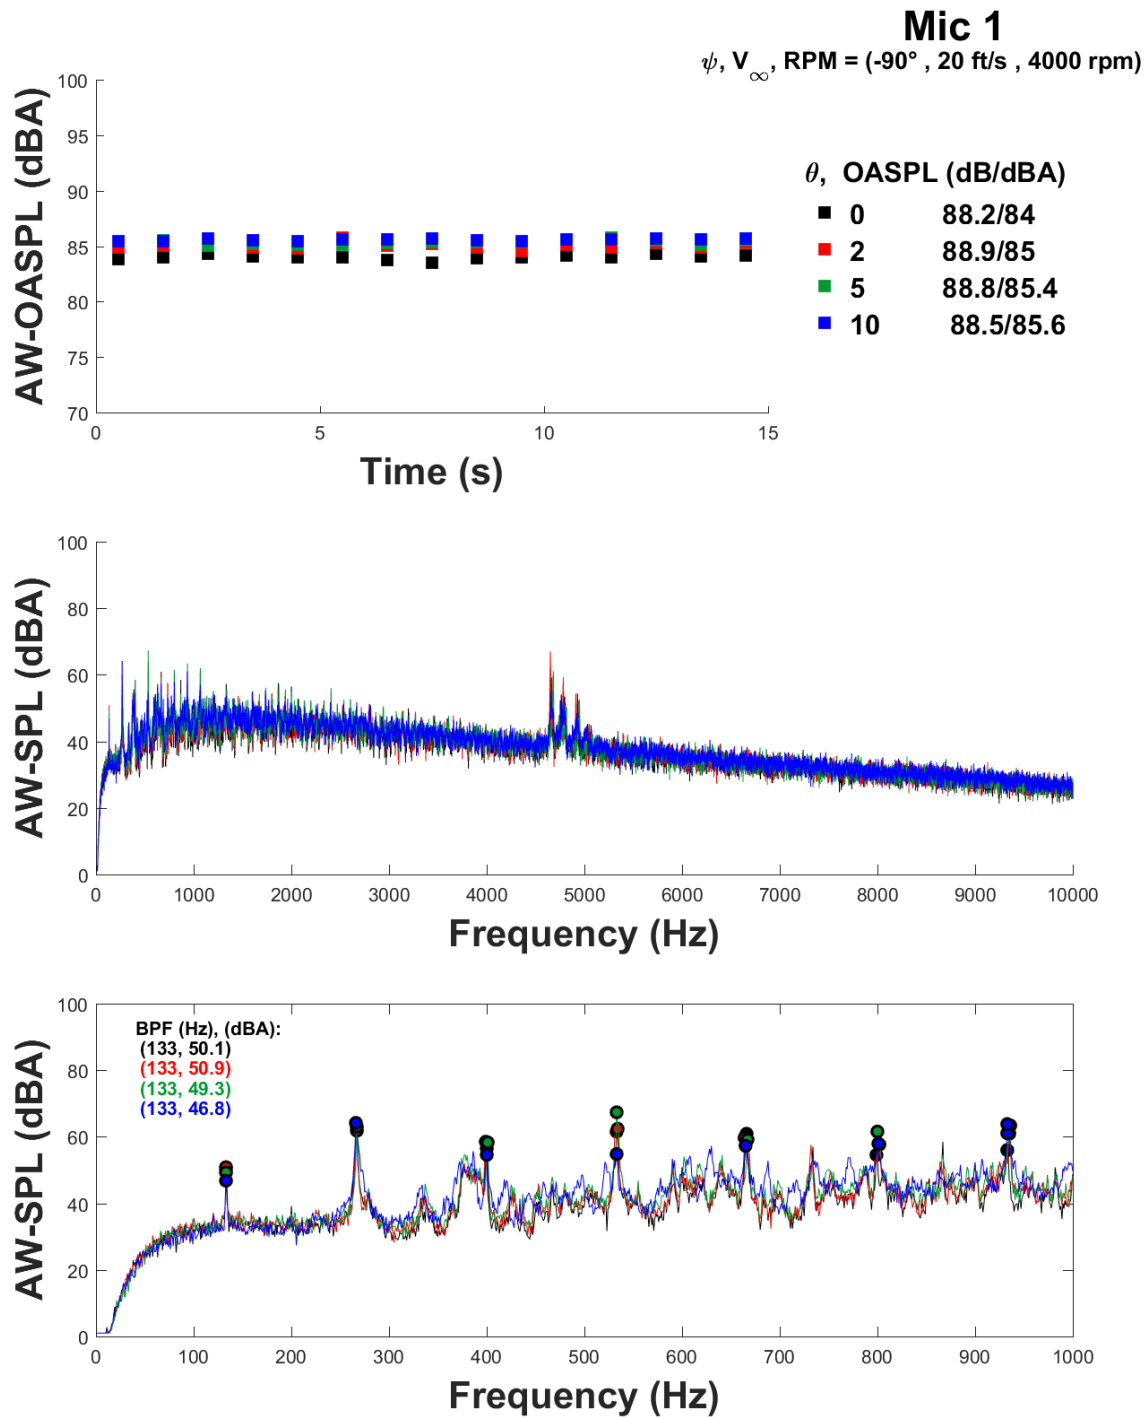 Mic 1
ψ, V∞, RPM = (-90° , 20 ft/s , 4000 rpm)
100
95
90
85
80
75
70
AW-OASPL (dBA)
0 5 10 15
Time (s)
θ, OASPL (dB/dBA)
0 88.2/84
2 88.9/85
5 88.8/85.4
10 88.5/85.6
100
80
60
40
20
0
AW-SPL (dBA)
0 1000 2000 3000 4000 5000 6000 7000 8000 9000 10000
Frequency (Hz)
100
80
60
40
20
0
AW-SPL (dBA)
BPF (Hz), (dBA):
(133, 50.1)
(133, 50.9)
(133, 49.3)
(133, 46.8)
0 100 200 300 400 500 600 700 800 900 1000
Frequency (Hz)